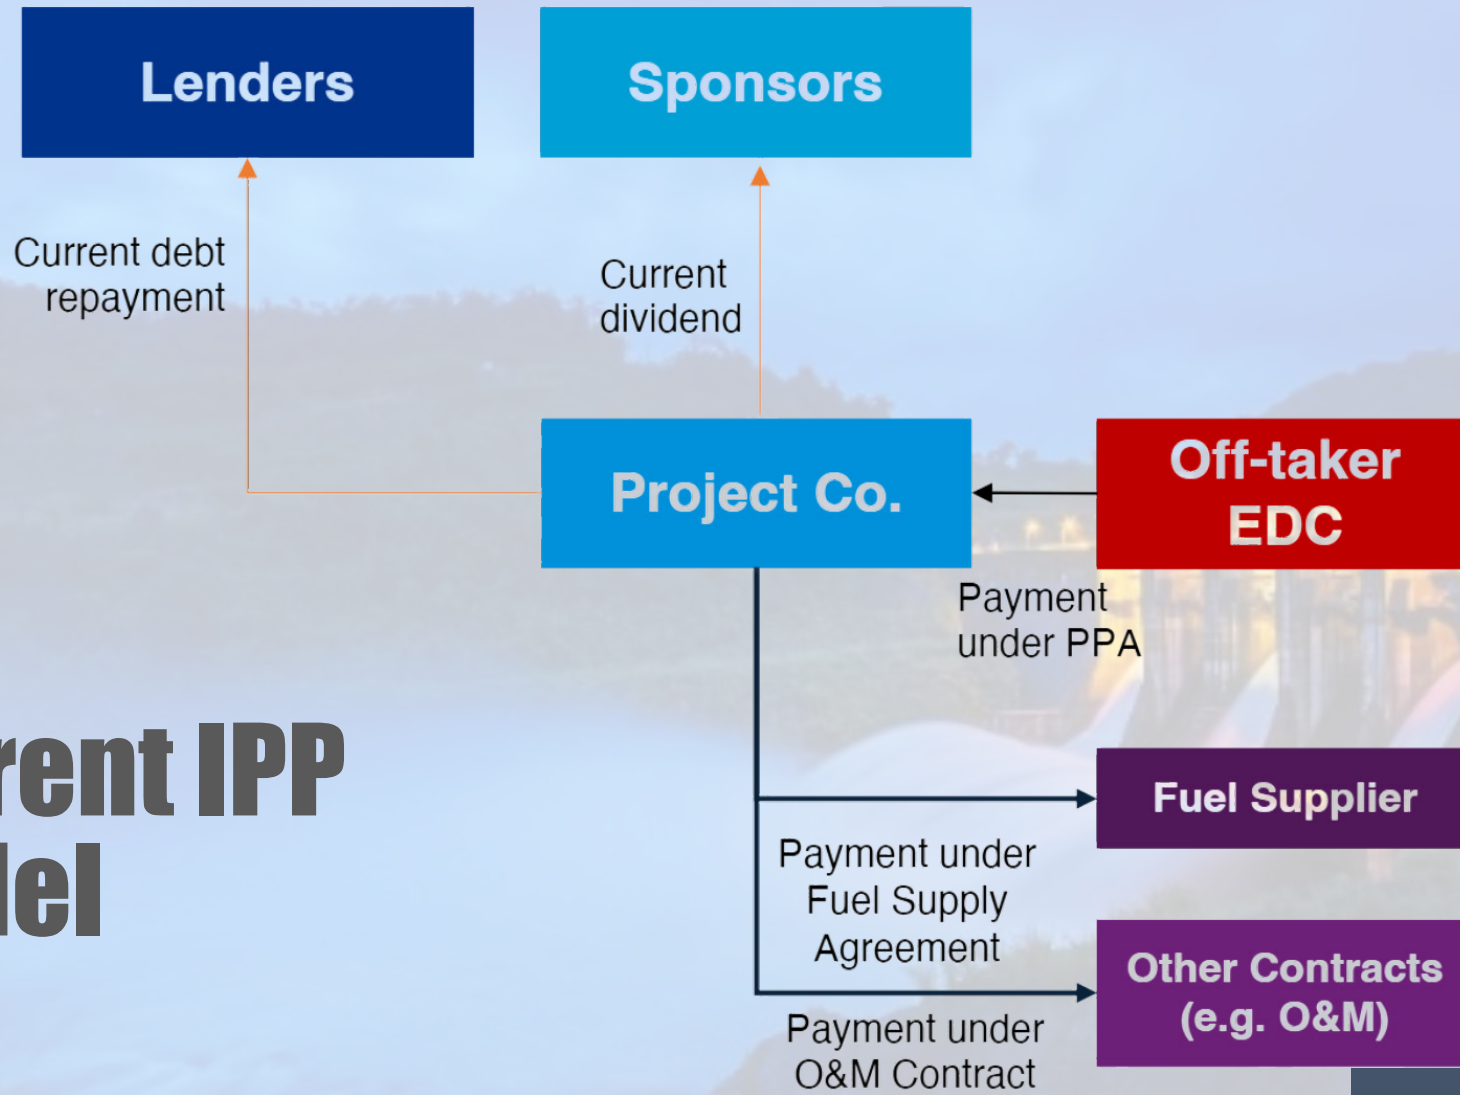 Lenders
Sponsors
Current debt
repayment
Current
dividend
Project Co.
Off-taker
EDC
Payment
under PPA
rent IPP
del
Fuel Supplier
Payment under
Fuel Supply
Agreement
Other Contracts
(e.g. O&M)
Payment under
O&M Contract